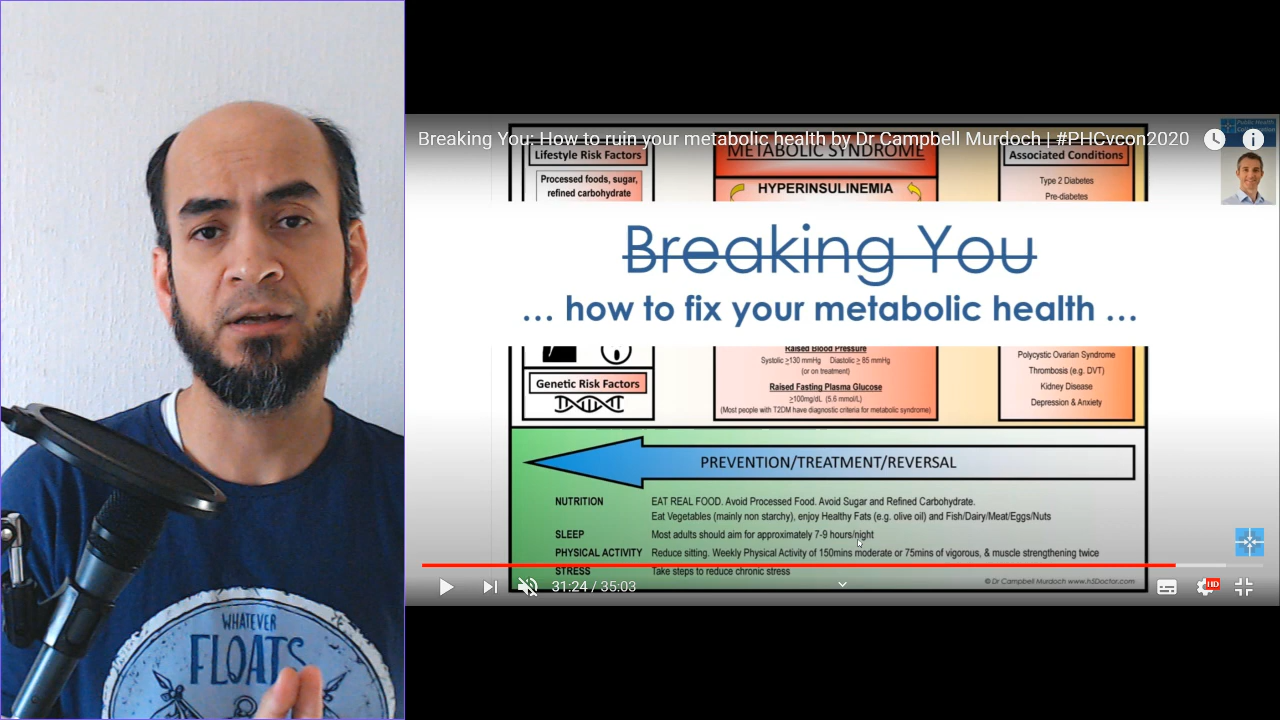 WHATEVER
FLOATS
Breaking You: How to ruin your metabolic health by Dr Campbell Murdoch | #PHCvcon2020
Public Health
Lifestyle Risk Factors
Processed foods, sugar,
refined carbohydrate
METABOLIC SYNDROME
HYPERINSULINEMIA
Associated Conditions
Type 2 Diabetes
Pre-diabetes
Breaking You
... how to fix your metabolic health ...
Genetic Risk Factors
Raised Blood Pressure
Systolic ≥130 mmHg Diastolic ≥ 85 mmHg
(or on treatment)
Raised Fasting Plasma Glucose
≥100mg/dL (5.6 mmol/L)
(Most people with T2DM have diagnostic criteria for metabolic syndrome)
Polycystic Ovarian Syndrome
Thrombosis (e.g. DVT)
Kidney Disease
Depression & Anxiety
PREVENTION/TREATMENT/REVERSAL
NUTRITION EAT REAL FOOD. Avoid Processed Food. Avoid Sugar and Refined Carbohydrate.
Eat Vegetables (mainly non starchy), enjoy Healthy Fats (e.g. olive oil) and Fish/Dairy/Meat/Eggs/Nuts
SLEEP Most adults should aim for approximately 7-9 hours/night
PHYSICAL ACTIVITY Reduce sitting. Weekly Physical Activity of 150mins moderate or 75mins of vigorous, & muscle strengthening twice
STRESS Take steps to reduce chronic stress
© Dr Campbell Murdoch www.h5Doctor.com
31:24 / 35:03
HD